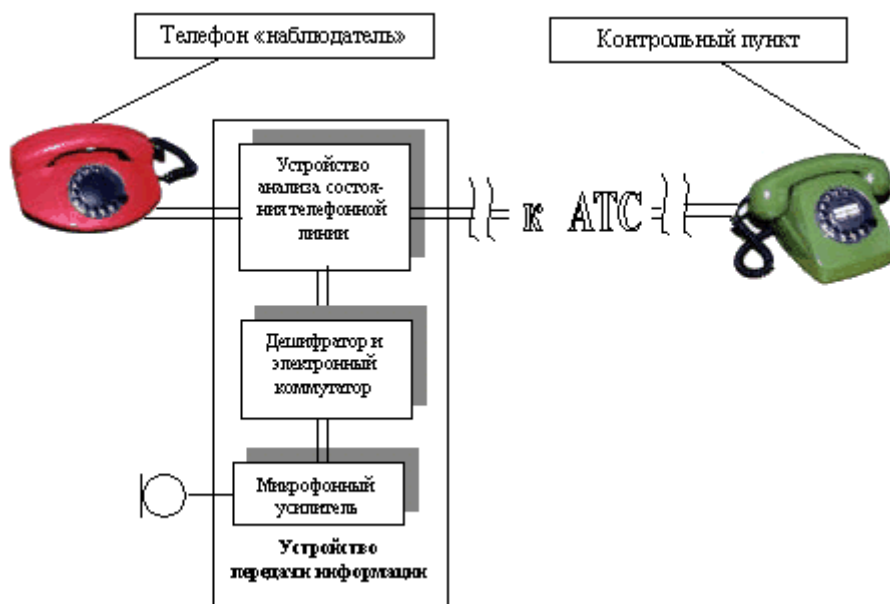 Телефон «наблюдатель»
Контрольный пункт
Устройство
анализа состоя-
ния телефонной
линии
к АТС
Дешифратор и
электронный
коммутатор
Микрофонный
усилитель
Устройство
передачи информации